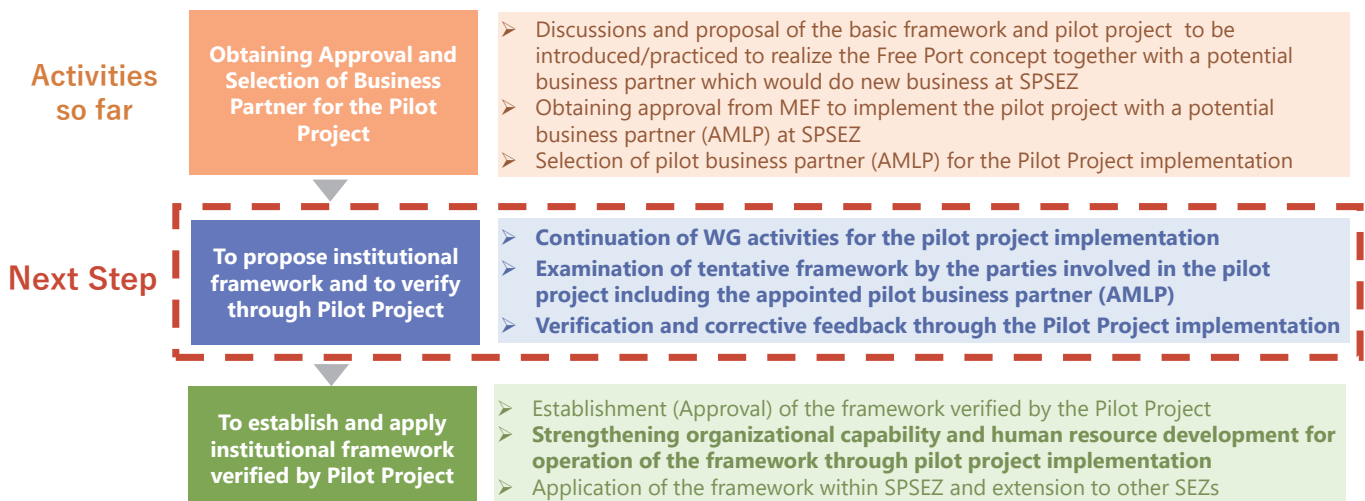 Activities
so far
Obtaining Approval and
Selection of Business
Partner for the Pilot
Project
➢ Discussions and proposal of the basic framework and pilot project to be
introduced/practiced to realize the Free Port concept together with a potential
business partner which would do new business at SPSEZ
➢ Obtaining approval from MEF to implement the pilot project with a potential
business partner (AMLP) at SPSEZ
➢ Selection of pilot business partner (AMLP) for the Pilot Project implementation
Next Step
To propose institutional
framework and to verify
through Pilot Project
➢ Continuation of WG activities for the pilot project implementation
➢ Examination of tentative framework by the parties involved in the pilot
project including the appointed pilot business partner (AMLP)
➢ Verification and corrective feedback through the Pilot Project implementation
To establish and apply
institutional framework
verified by Pilot Project
➢ Establishment (Approval) of the framework verified by the Pilot Project
➢ Strengthening organizational capability and human resource development for
operation of the framework through pilot project implementation
➢ Application of the framework within SPSEZ and extension to other SEZs